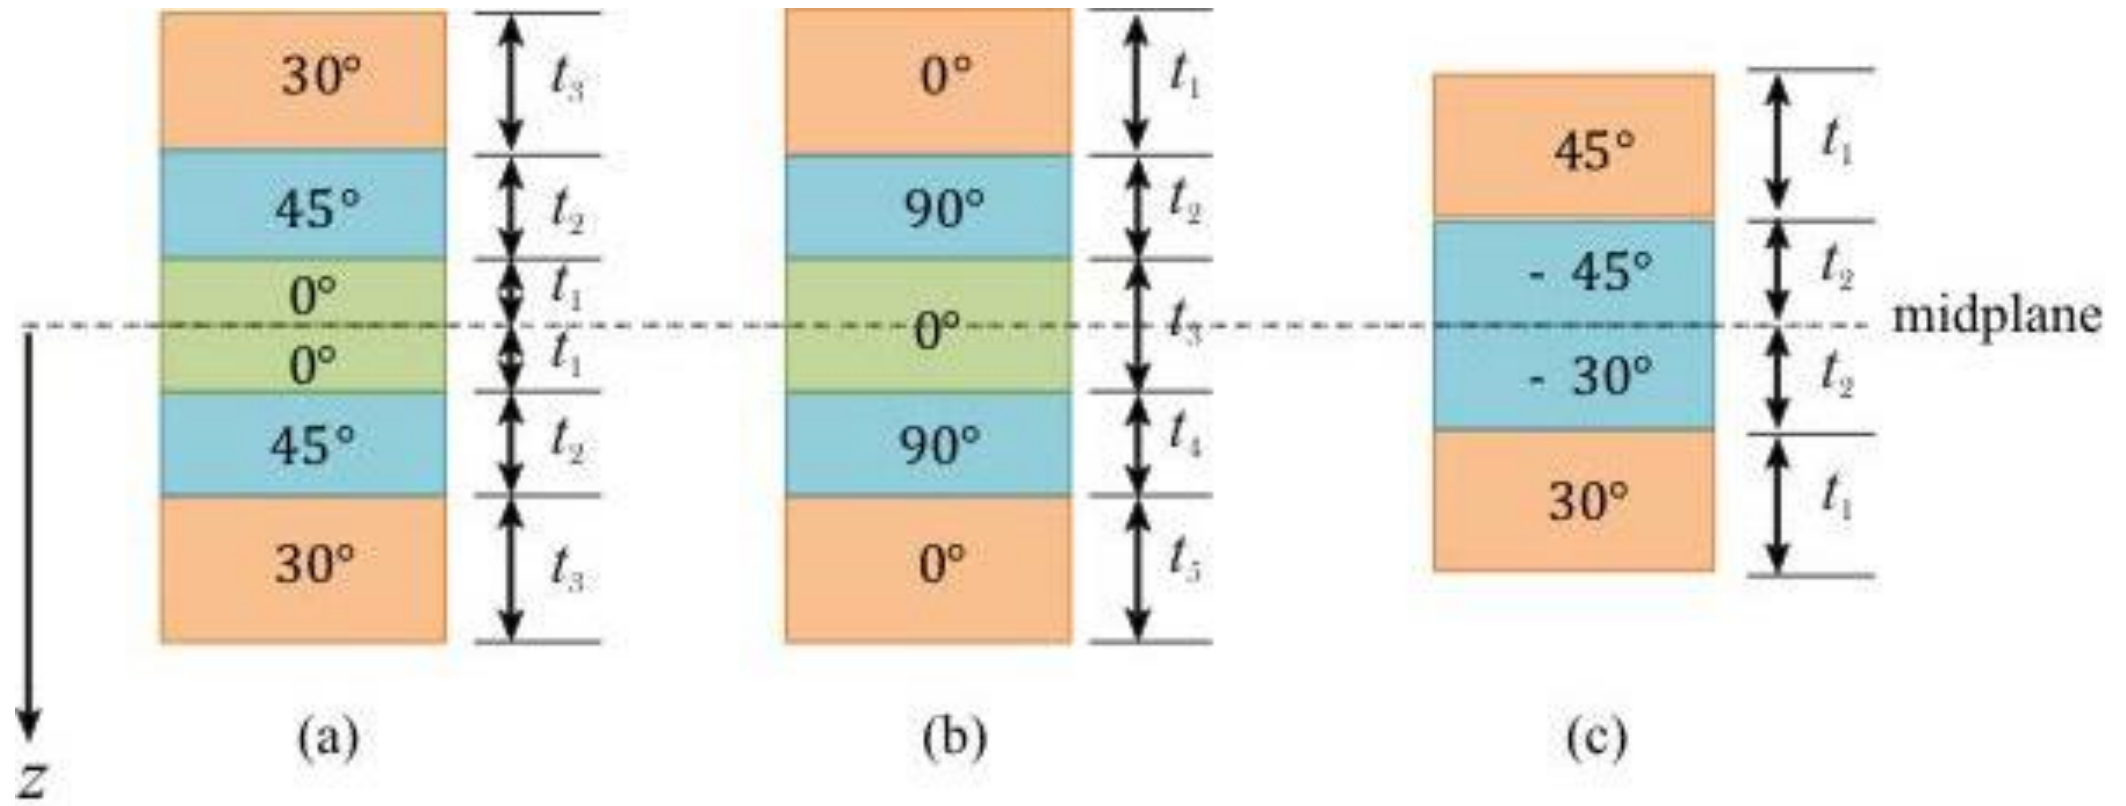 30°
t₃
45°
t₂
0°
t₁
0°
t₁
45°
t₂
30°
t₃
(a)
0°
t₁
90°
t₂
0°
t₃
90°
t₄
0°
t₅
(b)
45°
t₁
- 45°
t₂
midplane
- 30°
t₂
30°
t₁
(c)
z